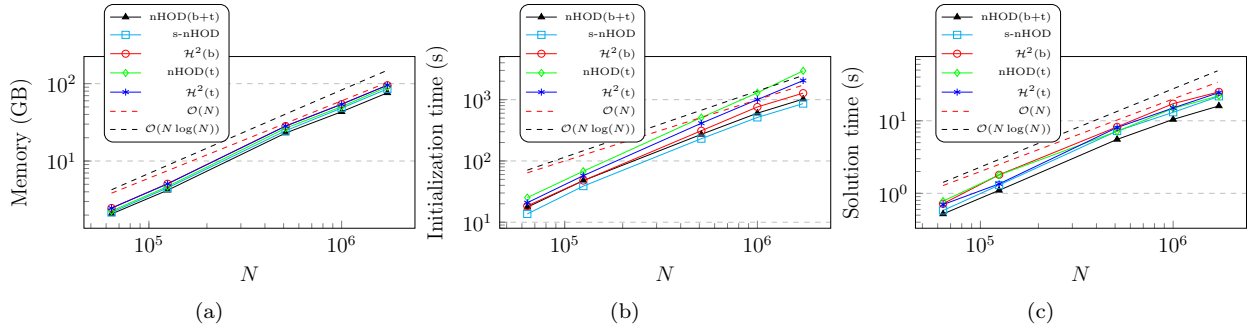 nHOD(b+t)
s-nHOD
ℋ²(b)
nHOD(t)
ℋ²(t)
𝒪(N)
𝒪(N log(N))
Memory (GB)
10²
10¹
10⁵
10⁶
N
(a)
nHOD(b+t)
s-nHOD
ℋ²(b)
nHOD(t)
ℋ²(t)
𝒪(N)
𝒪(N log(N))
Initialization time (s)
10³
10²
10¹
10⁵
10⁶
N
(b)
nHOD(b+t)
s-nHOD
ℋ²(b)
nHOD(t)
ℋ²(t)
𝒪(N)
𝒪(N log(N))
Solution time (s)
10¹
10⁰
10⁵
10⁶
N
(c)